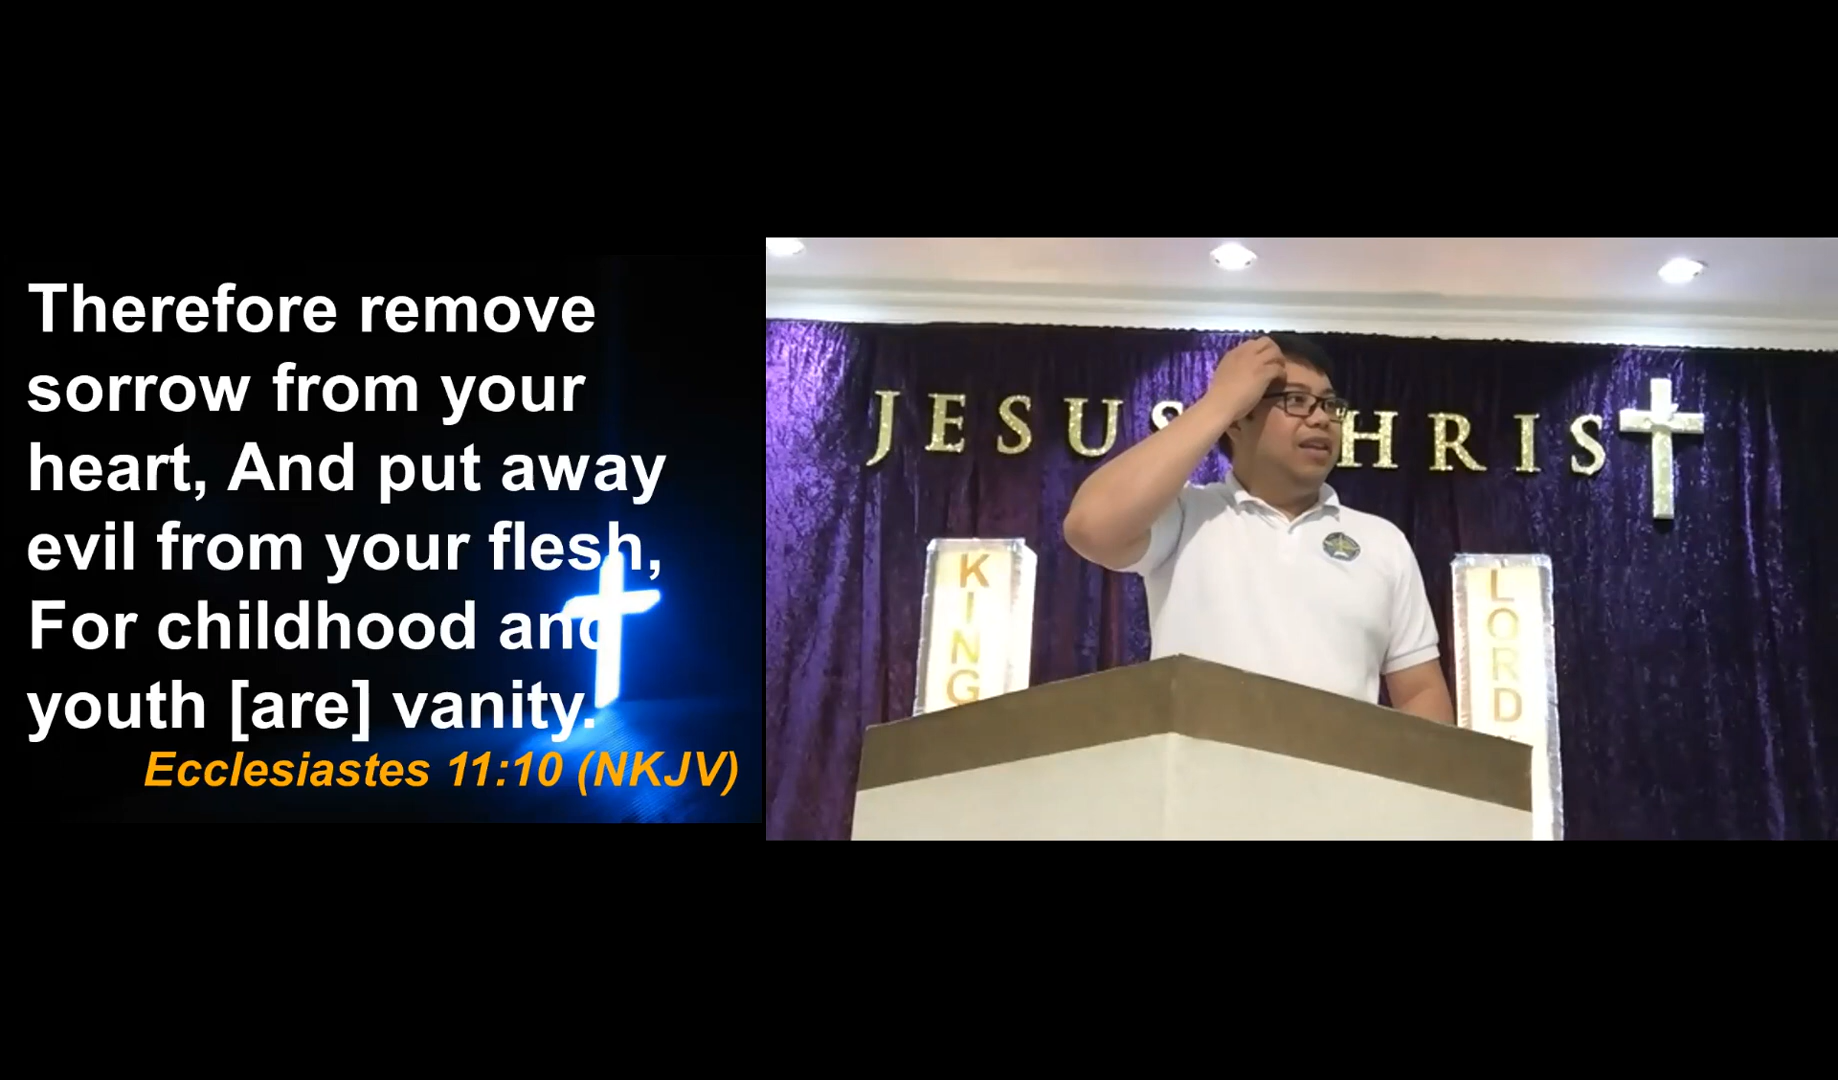 Therefore remove
sorrow from your
heart, And put away
evil from your flesh,
For childhood and
youth [are] vanity.
Ecclesiastes 11:10 (NKJV)
JESUS CHRIST
KING
LORD